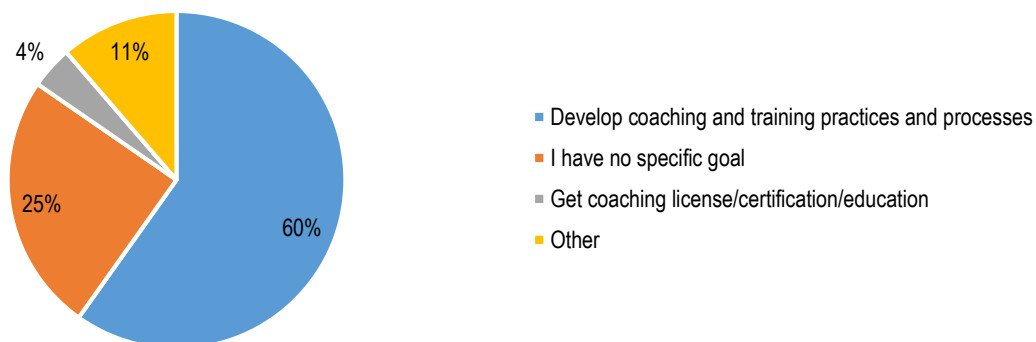 4%
11%
25%
60%
Develop coaching and training practices and processes
I have no specific goal
Get coaching license/certification/education
Other